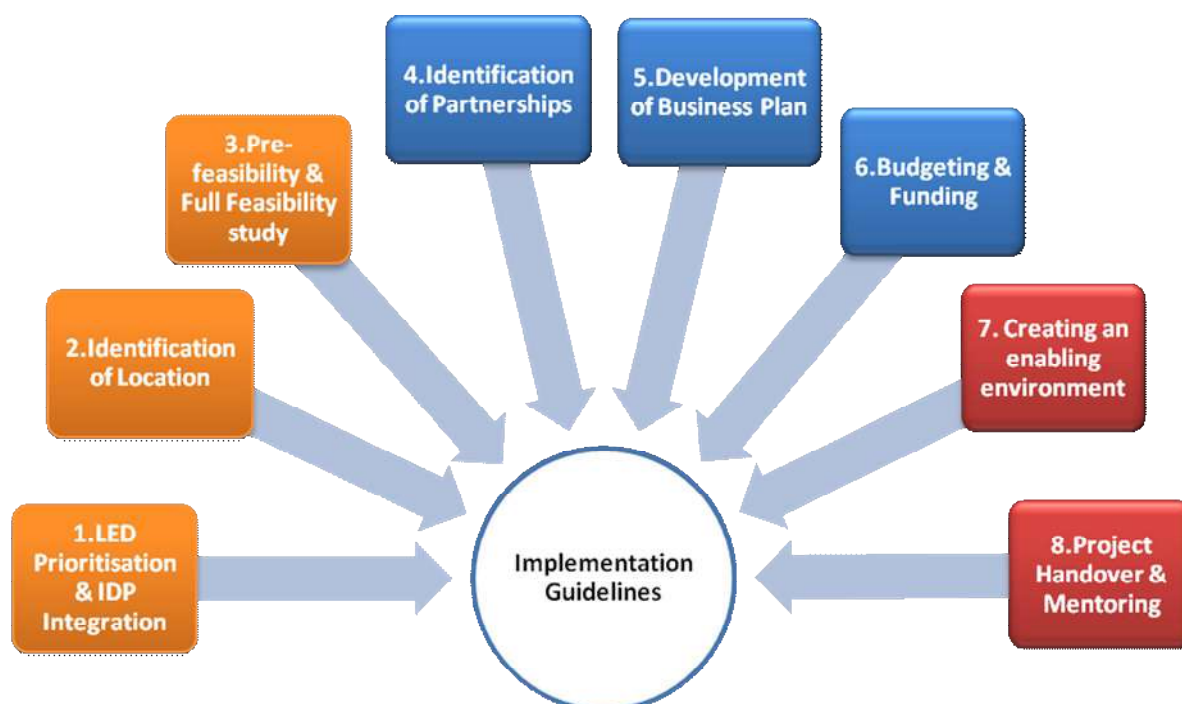 1.LED
Prioritisation
& IDP
Integration
2.Identification
of Location
3.Pre-
feasibility &
Full Feasibility
study
4.Identification
of Partnerships
5.Development
of Business Plan
6.Budgeting &
Funding
7. Creating an
enabling
environment
8.Project
Handover &
Mentoring
Implementation
Guidelines